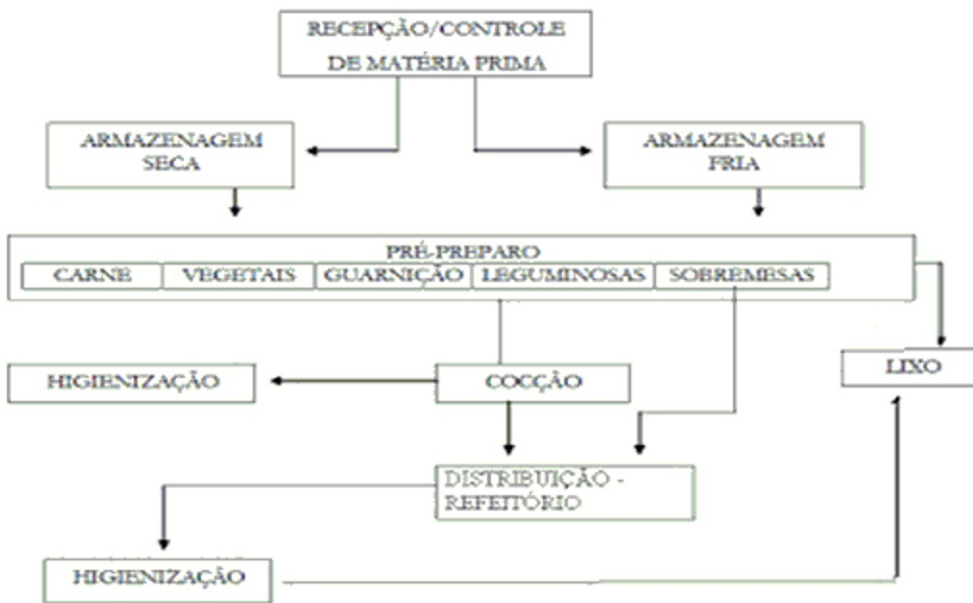 RECEPÇÃO/CONTROLE
DE MATÉRIA PRIMA
ARMAZENAGEM
SECA
ARMAZENAGEM
FRIA
PRÉ-PREPARO
CARNE VEGETAIS GUARNIÇÃO LEGUMINOSAS SOBREMESAS
HIGIENIZAÇÃO COCÇÃO LIXO
DISTRIBUIÇÃO -
REFEITÓRIO
HIGIENIZAÇÃO